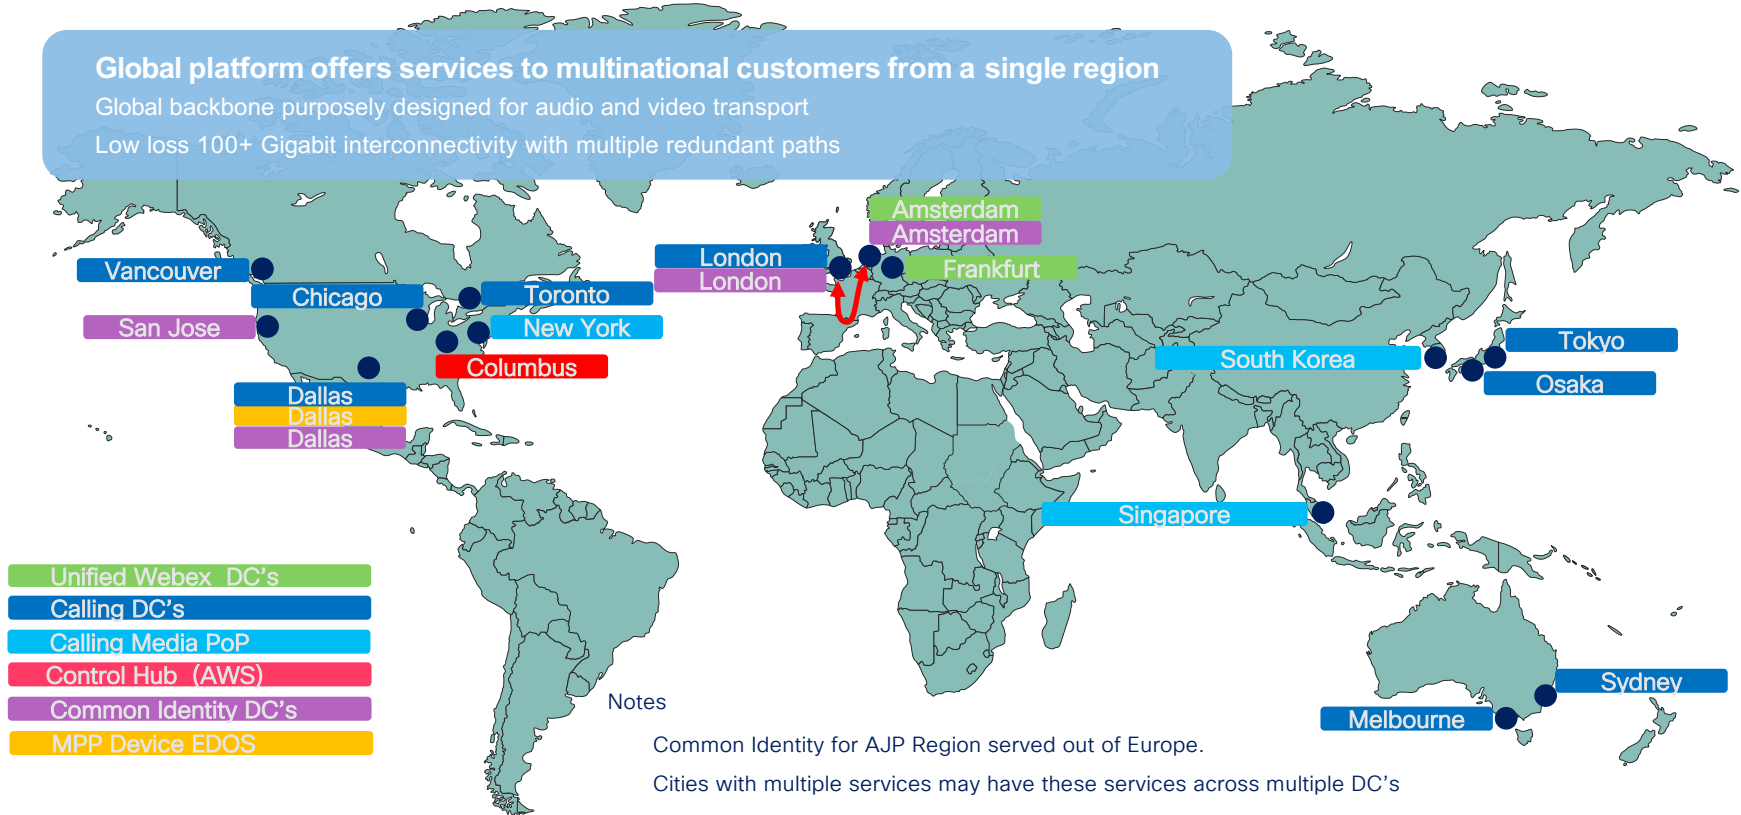 Global platform offers services to multinational customers from a single region
Global backbone purposely designed for audio and video transport
Low loss 100+ Gigabit interconnectivity with multiple redundant paths
Amsterdam
Amsterdam
London
London
Frankfurt
Vancouver
Chicago
Toronto
San Jose
New York
Columbus
Dallas
Dallas
Dallas
South Korea
Tokyo
Osaka
Singapore
Unified Webex DC's
Calling DC's
Calling Media PoP
Control Hub (AWS)
Common Identity DC's
MPP Device EDOS
Sydney
Melbourne
Notes
Common Identity for AJP Region served out of Europe.
Cities with multiple services may have these services across multiple DC's